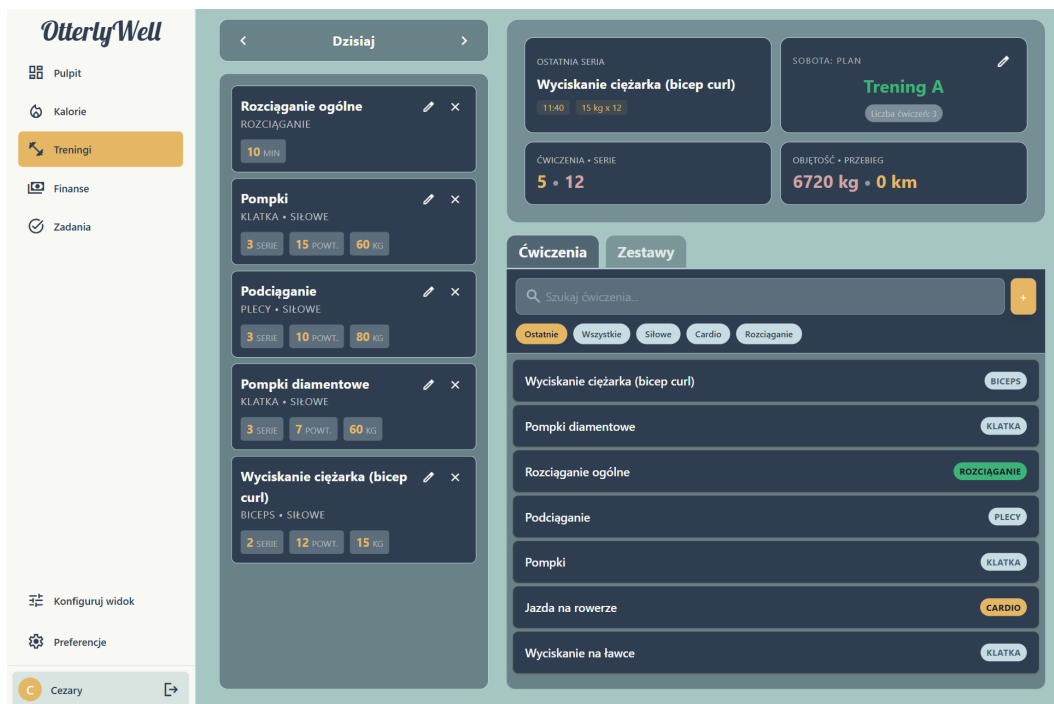 OtterlyWell
Pulpit
Kalorie
Treningi
Finanse
Zadania
Konfiguruj widok
Preferencje
C Cezary
Dzisiaj
Rozciąganie ogólne
ROZCIĄGANIE
10 MIN
Pompki
KLATKA • SIŁOWE
3 SERIE 15 POWT. 60 KG
Podciąganie
PLECY • SIŁOWE
3 SERIE 10 POWT. 80 KG
Pompki diamentowe
KLATKA • SIŁOWE
3 SERIE 7 POWT. 60 KG
Wyciskanie ciężarka (bicep
curl)
BICEPS • SIŁOWE
2 SERIE 12 POWT. 15 KG
OSTATNIA SERIA
Wyciskanie ciężarka (bicep curl)
11:40 15 kg x 12
SOBOTA: PLAN
Trening A
Liczba ćwiczeń: 3
ĆWICZENIA • SERIE
5 • 12
OBJĘTOŚĆ • PRZEBIEG
6720 kg • 0 km
Ćwiczenia Zestawy
Szukaj ćwiczenia... +
Ostatnie Wszystkie Siłowe Cardio Rozciąganie
Wyciskanie ciężarka (bicep curl) BICEPS
Pompki diamentowe KLATKA
Rozciąganie ogólne ROZCIĄGANIE
Podciąganie PLECY
Pompki KLATKA
Jazda na rowerze CARDIO
Wyciskanie na ławce KLATKA